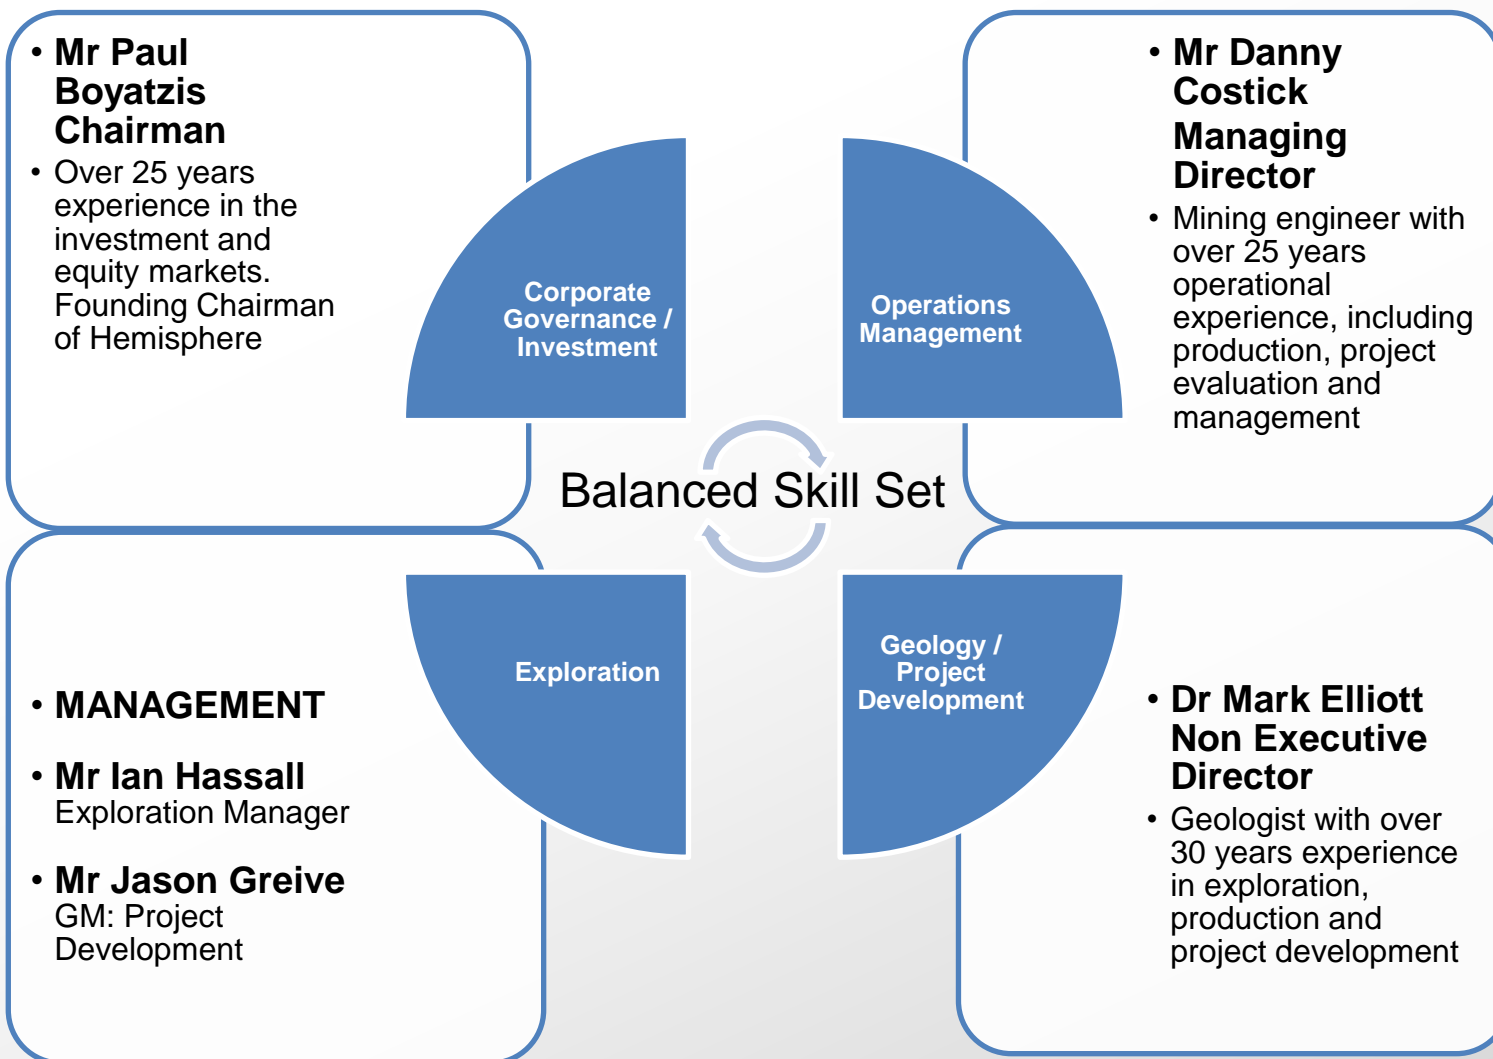 • Mr Paul
Boyatzis
Chairman
• Over 25 years
experience in the
investment and
equity markets.
Founding Chairman
of Hemisphere
Corporate
Governance /
Investment
Operations
Management
• Mr Danny
Costick
Managing
Director
• Mining engineer with
over 25 years
operational
experience, including
production, project
evaluation and
management
Balanced Skill Set
• MANAGEMENT
• Mr Ian Hassall
Exploration Manager
• Mr Jason Greive
GM: Project
Development
Exploration
Geology /
Project
Development
• Dr Mark Elliott
Non Executive
Director
• Geologist with over
30 years experience
in exploration,
production and
project development